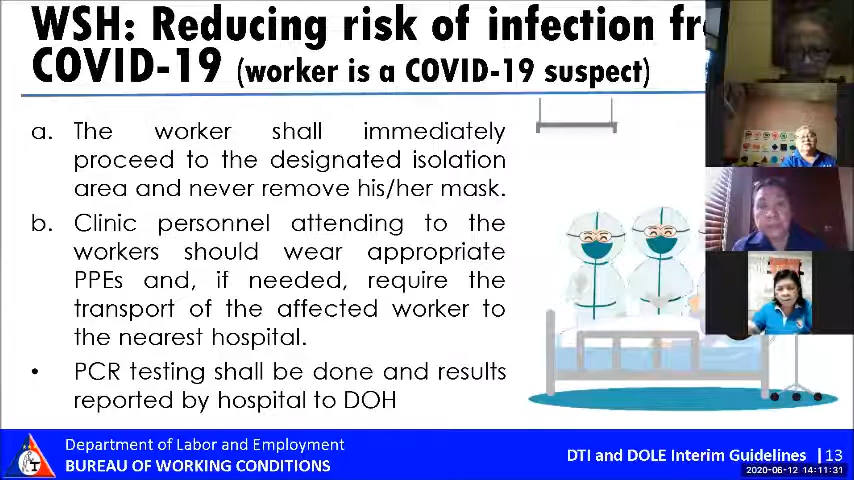 WSH: Reducing risk of infection fr
COVID-19 (worker is a COVID-19 suspect)
a. The worker shall immediately
proceed to the designated isolation
area and never remove his/her mask.
b. Clinic personnel attending to the
workers should wear appropriate
PPEs and, if needed, require the
transport of the affected worker to
the nearest hospital.
• PCR testing shall be done and results
reported by hospital to DOH
Department of Labor and Employment
BUREAU OF WORKING CONDITIONS
DTI and DOLE Interim Guidelines |13
2020-06-12 14:11:31